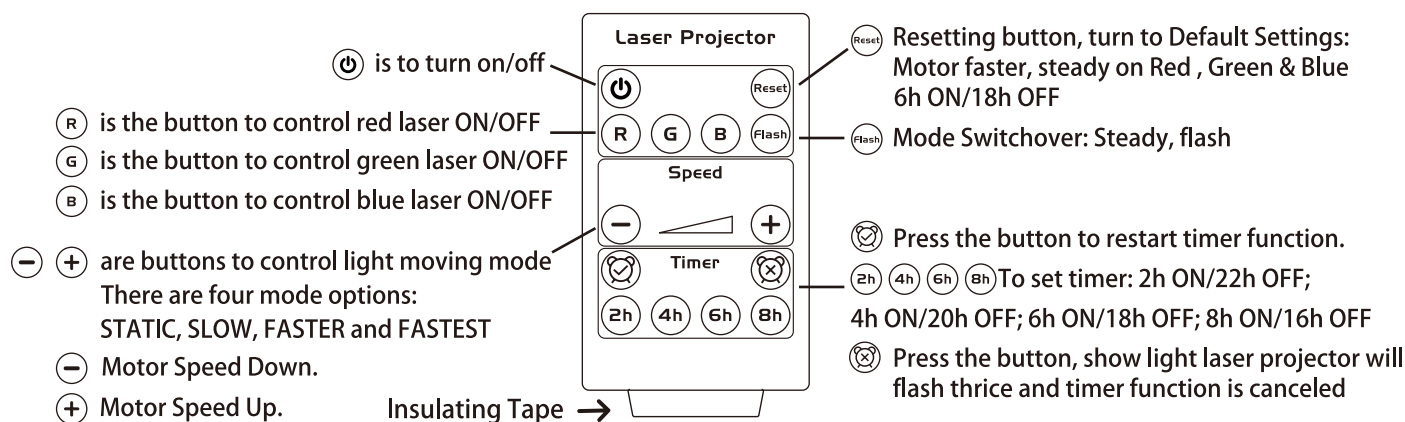 Laser Projector
Reset
R G B Flash
Speed
− +
Timer
2h 4h 6h 8h
is to turn on/off
R is the button to control red laser ON/OFF
G is the button to control green laser ON/OFF
B is the button to control blue laser ON/OFF
− + are buttons to control light moving mode
There are four mode options:
STATIC, SLOW, FASTER and FASTEST
− Motor Speed Down.
+ Motor Speed Up.
Insulating Tape →
Reset Resetting button, turn to Default Settings:
Motor faster, steady on Red , Green & Blue
6h ON/18h OFF
Flash Mode Switchover: Steady, flash
Press the button to restart timer function.
2h 4h 6h 8h To set timer: 2h ON/22h OFF;
4h ON/20h OFF; 6h ON/18h OFF; 8h ON/16h OFF
Press the button, show light laser projector will
flash thrice and timer function is canceled